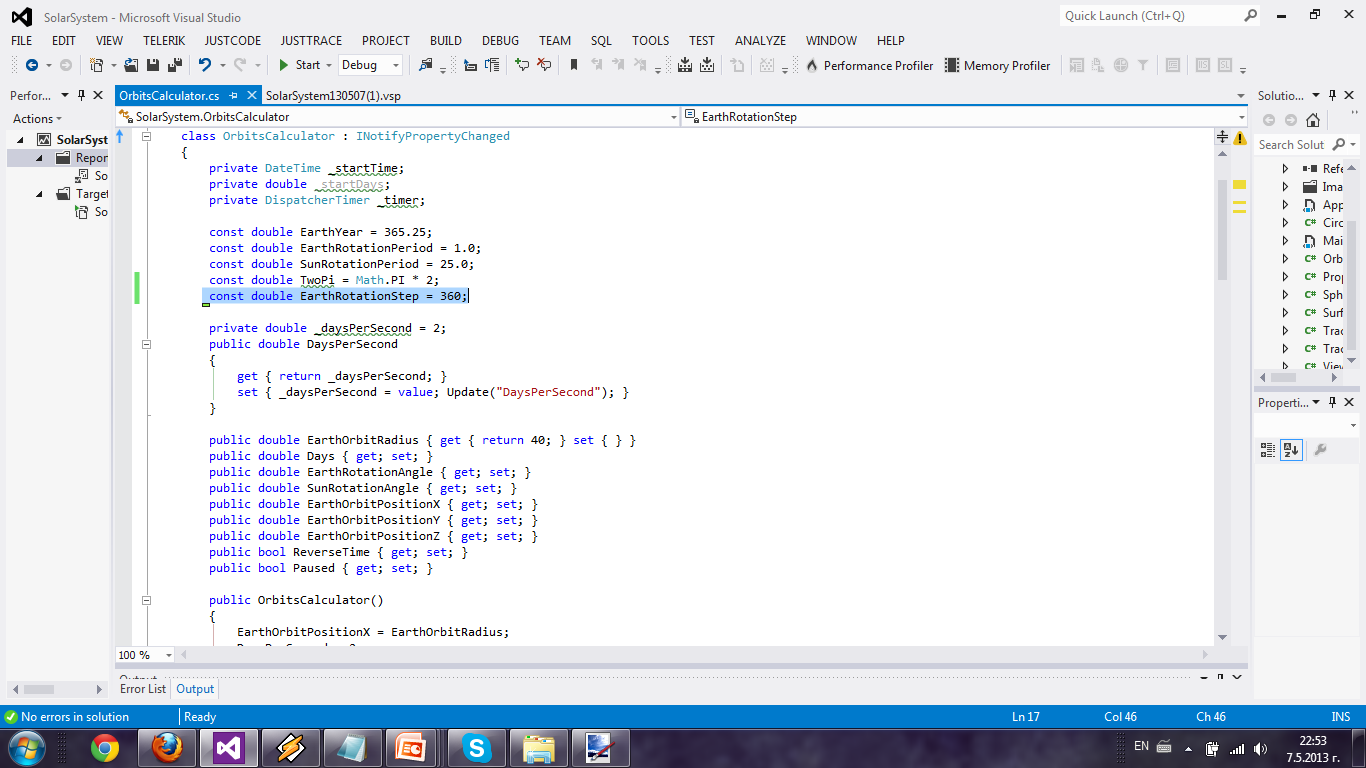 SolarSystem - Microsoft Visual Studio
Quick Launch (Ctrl+Q)
FILE EDIT VIEW TELERIK JUSTCODE JUSTTRACE PROJECT BUILD DEBUG TEAM SQL TOOLS TEST ANALYZE WINDOW HELP
Start Debug Performance Profiler Memory Profiler
Perfor...
Actions
SolarSyst
Repor
So
Target
So
OrbitsCalculator.cs SolarSystem130507(1).vsp
SolarSystem.OrbitsCalculator EarthRotationStep
class OrbitsCalculator : INotifyPropertyChanged
{
private DateTime _startTime;
private double _startDays;
private DispatcherTimer _timer;
const double EarthYear = 365.25;
const double EarthRotationPeriod = 1.0;
const double SunRotationPeriod = 25.0;
const double TwoPi = Math.PI * 2;
const double EarthRotationStep = 360;
private double _daysPerSecond = 2;
public double DaysPerSecond
{
get { return _daysPerSecond; }
set { _daysPerSecond = value; Update("DaysPerSecond"); }
}
public double EarthOrbitRadius { get { return 40; } set { } }
public double Days { get; set; }
public double EarthRotationAngle { get; set; }
public double SunRotationAngle { get; set; }
public double EarthOrbitPositionX { get; set; }
public double EarthOrbitPositionY { get; set; }
public double EarthOrbitPositionZ { get; set; }
public bool ReverseTime { get; set; }
public bool Paused { get; set; }
public OrbitsCalculator()
{
EarthOrbitPositionX = EarthOrbitRadius;
100 %
Output
Error List Output
Solutio...
Search Solut
Refe
Ima
App
C# Circ
Mai
C# Orb
C# Prop
C# Sph
C# Surf
C# Trac
C# Trac
C# View
Properti...
No errors in solution Ready Ln 17 Col 46 Ch 46 INS
EN 22:53
7.5.2013 г.